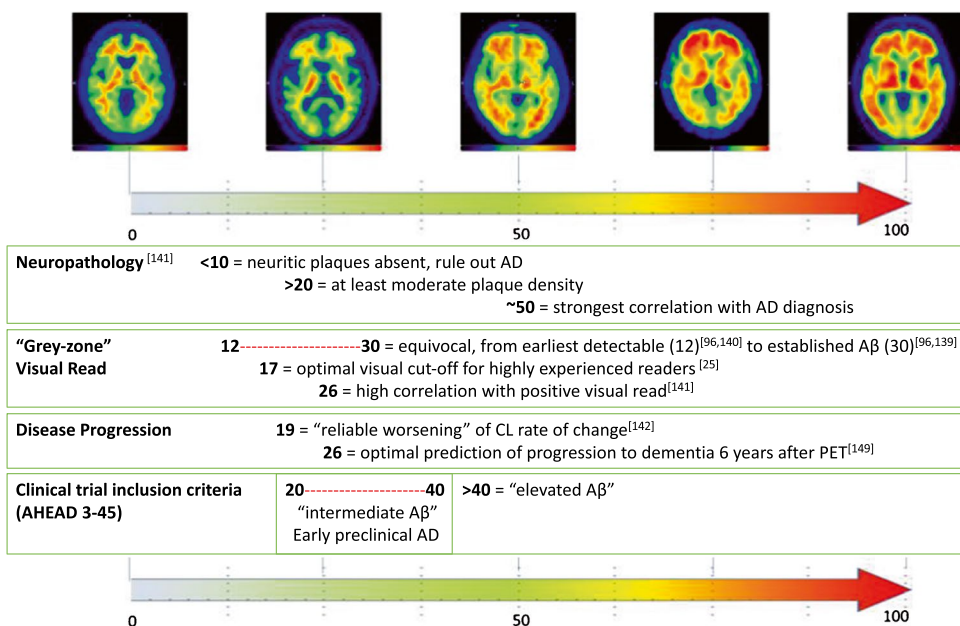 0 50 100
Neuropathology [141] <10 = neuritic plaques absent, rule out AD
>20 = at least moderate plaque density
~50 = strongest correlation with AD diagnosis
“Grey-zone” 12---------------------30 = equivocal, from earliest detectable (12)[96,140] to established Aβ (30)[96,139]
Visual Read 17 = optimal visual cut-off for highly experienced readers [25]
26 = high correlation with positive visual read[141]
Disease Progression 19 = “reliable worsening” of CL rate of change[142]
26 = optimal prediction of progression to dementia 6 years after PET[149]
Clinical trial inclusion criteria 20---------------------40 >40 = “elevated Aβ”
(AHEAD 3-45) “intermediate Aβ”
Early preclinical AD
0 50 100